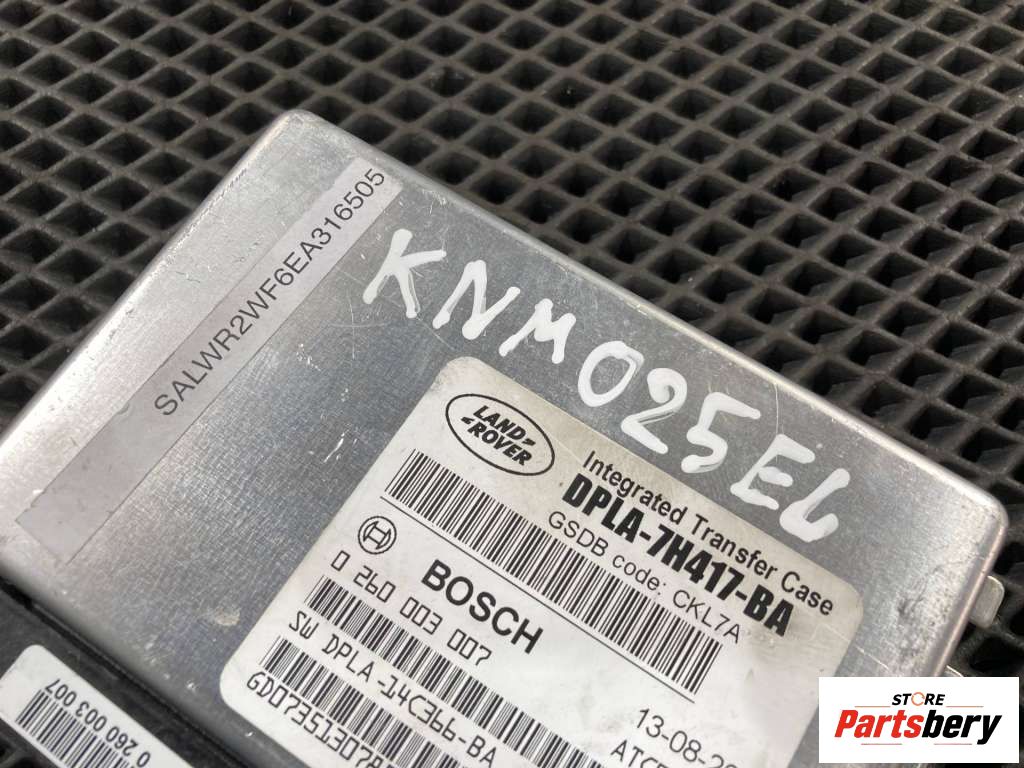 SALWR2WF6EA316505
KNM025EL
LAND-
-ROVER
Integrated Transfer Case
DPLA-7H417-BA
GSDB code: CKL7A
BOSCH
0 260 003 007
SW DPLA-14C366-BA
13-08-20
0 260 003 007
STORE
Partsbery